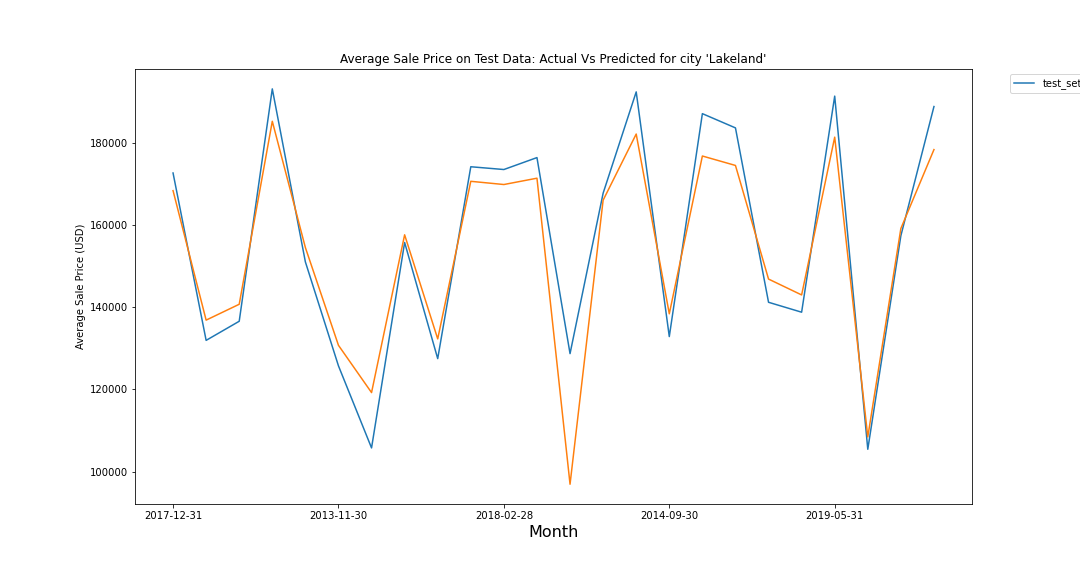 Average Sale Price on Test Data: Actual Vs Predicted for city 'Lakeland'
test_set
180000
160000
140000
120000
100000
Average Sale Price (USD)
2017-12-31 2013-11-30 2018-02-28 2014-09-30 2019-05-31
Month